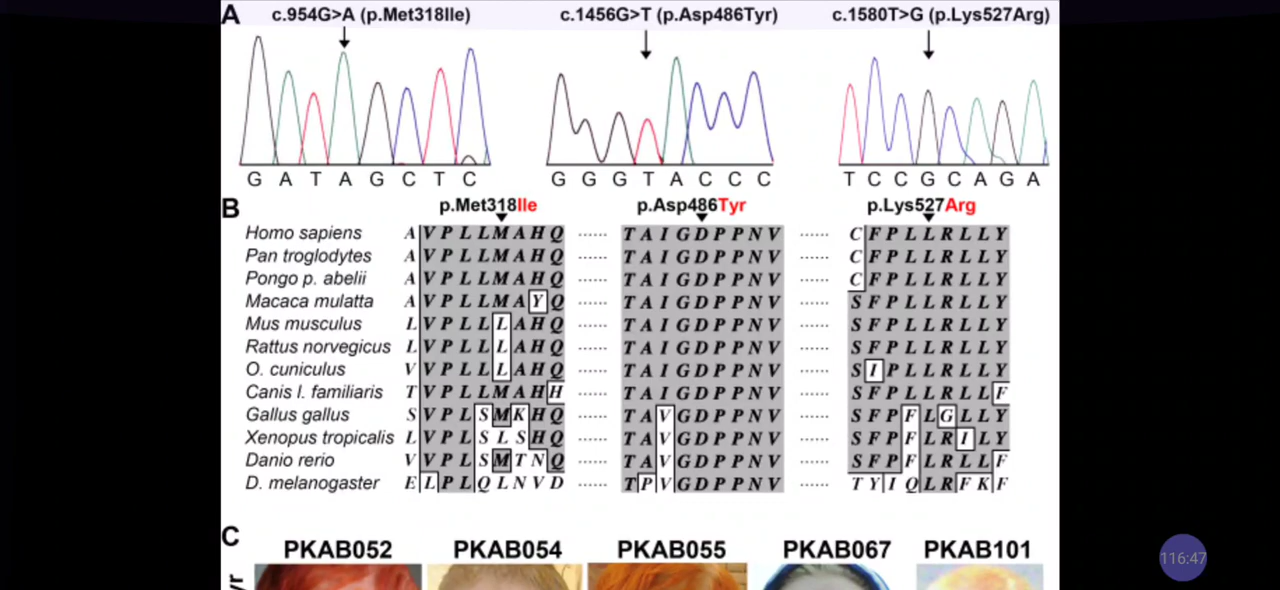 A
c.954G>A (p.Met318Ile) c.1456G>T (p.Asp486Tyr) c.1580T>G (p.Lys527Arg)
G A T A G C T C G G G T A C C C T C C G C A G A
B
p.Met318Ile p.Asp486Tyr p.Lys527Arg
Homo sapiens A V P L L M A H Q ...... T A I G D P P N V ...... C F P L L R L L Y
Pan troglodytes A V P L L M A H Q ...... T A I G D P P N V ...... C F P L L R L L Y
Pongo p. abelii A V P L L M A H Q ...... T A I G D P P N V ...... C F P L L R L L Y
Macaca mulatta A V P L L M A Y Q ...... T A I G D P P N V ...... S F P L L R L L Y
Mus musculus L V P L L L A H Q ...... T A I G D P P N V ...... S F P L L R L L Y
Rattus norvegicus L V P L L L A H Q ...... T A I G D P P N V ...... S F P L L R L L Y
O. cuniculus V V P L L L A H Q ...... T A I G D P P N V ...... S I P L L R L L Y
Canis l. familiaris T V P L L M A H H ...... T A I G D P P N V ...... S F P L L R L L F
Gallus gallus S V P L S M K H Q ...... T A V G D P P N V ...... S F P F L G L L Y
Xenopus tropicalis L V P L S L S H Q ...... T A V G D P P N V ...... S F P F L R I L Y
Danio rerio V V P L S M T N Q ...... T A V G D P P N V ...... S F P F L R L L F
D. melanogaster E L P L Q L N V D ...... T P V G D P P N V ...... T Y I Q L R F K F
C
PKAB052 PKAB054 PKAB055 PKAB067 PKAB101
yr
116:47